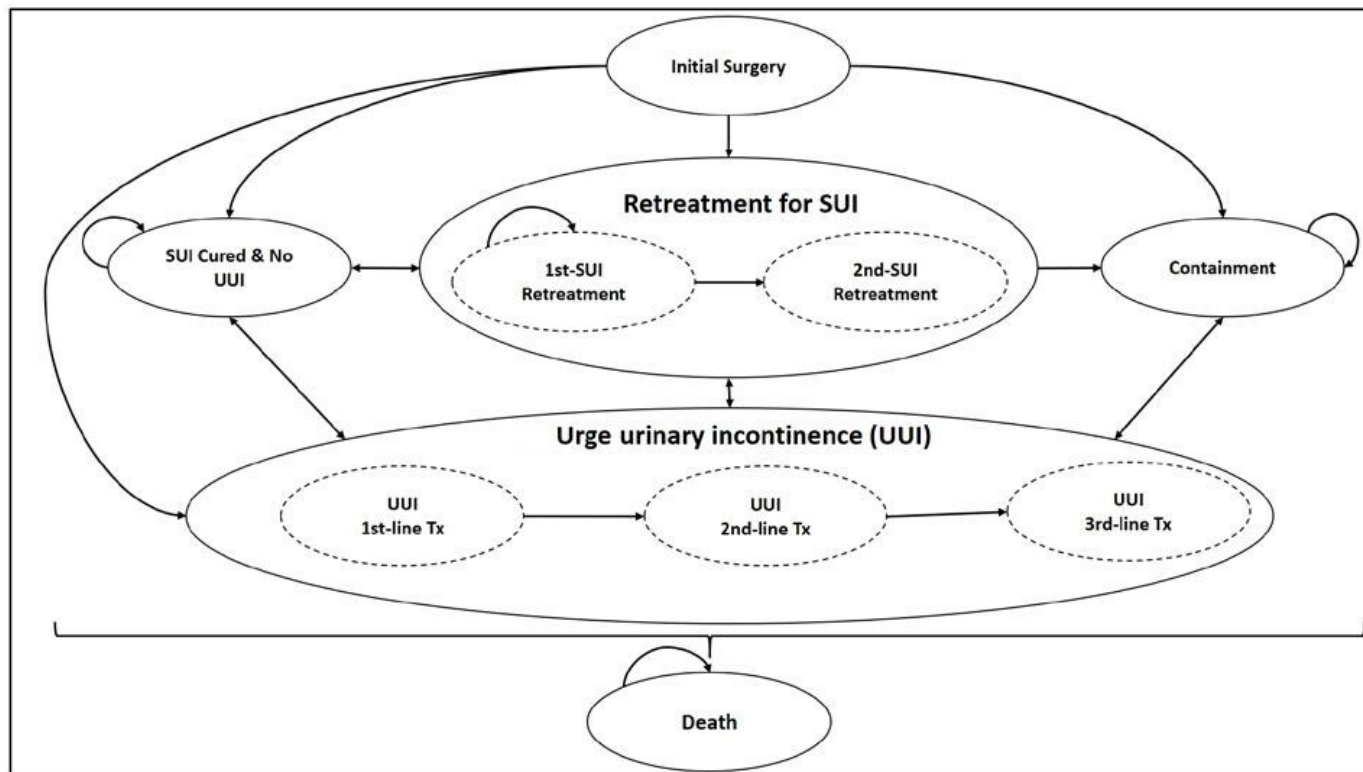 Initial Surgery
Retreatment for SUI
SUI Cured & No
UUI
1st-SUI
Retreatment
2nd-SUI
Retreatment
Containment
Urge urinary incontinence (UUI)
UUI
1st-line Tx
UUI
2nd-line Tx
UUI
3rd-line Tx
Death